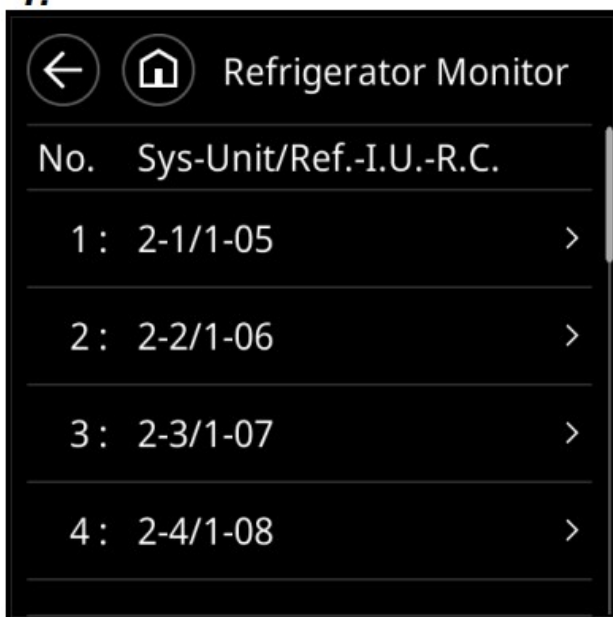 Refrigerator Monitor
No. Sys-Unit/Ref.-I.U.-R.C.
1: 2-1/1-05
2: 2-2/1-06
3: 2-3/1-07
4: 2-4/1-08